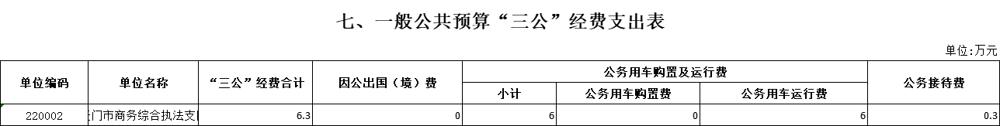 七、一般公共预算“三公”经费支出表
单位:万元
单位编码 单位名称 “三公”经费合计 因公出国（境）费 公务用车购置及运行费 公务接待费
小计 公务用车购置费 公务用车运行费
220002 门市商务综合执法支 6.3 0 6 0 6 0.3